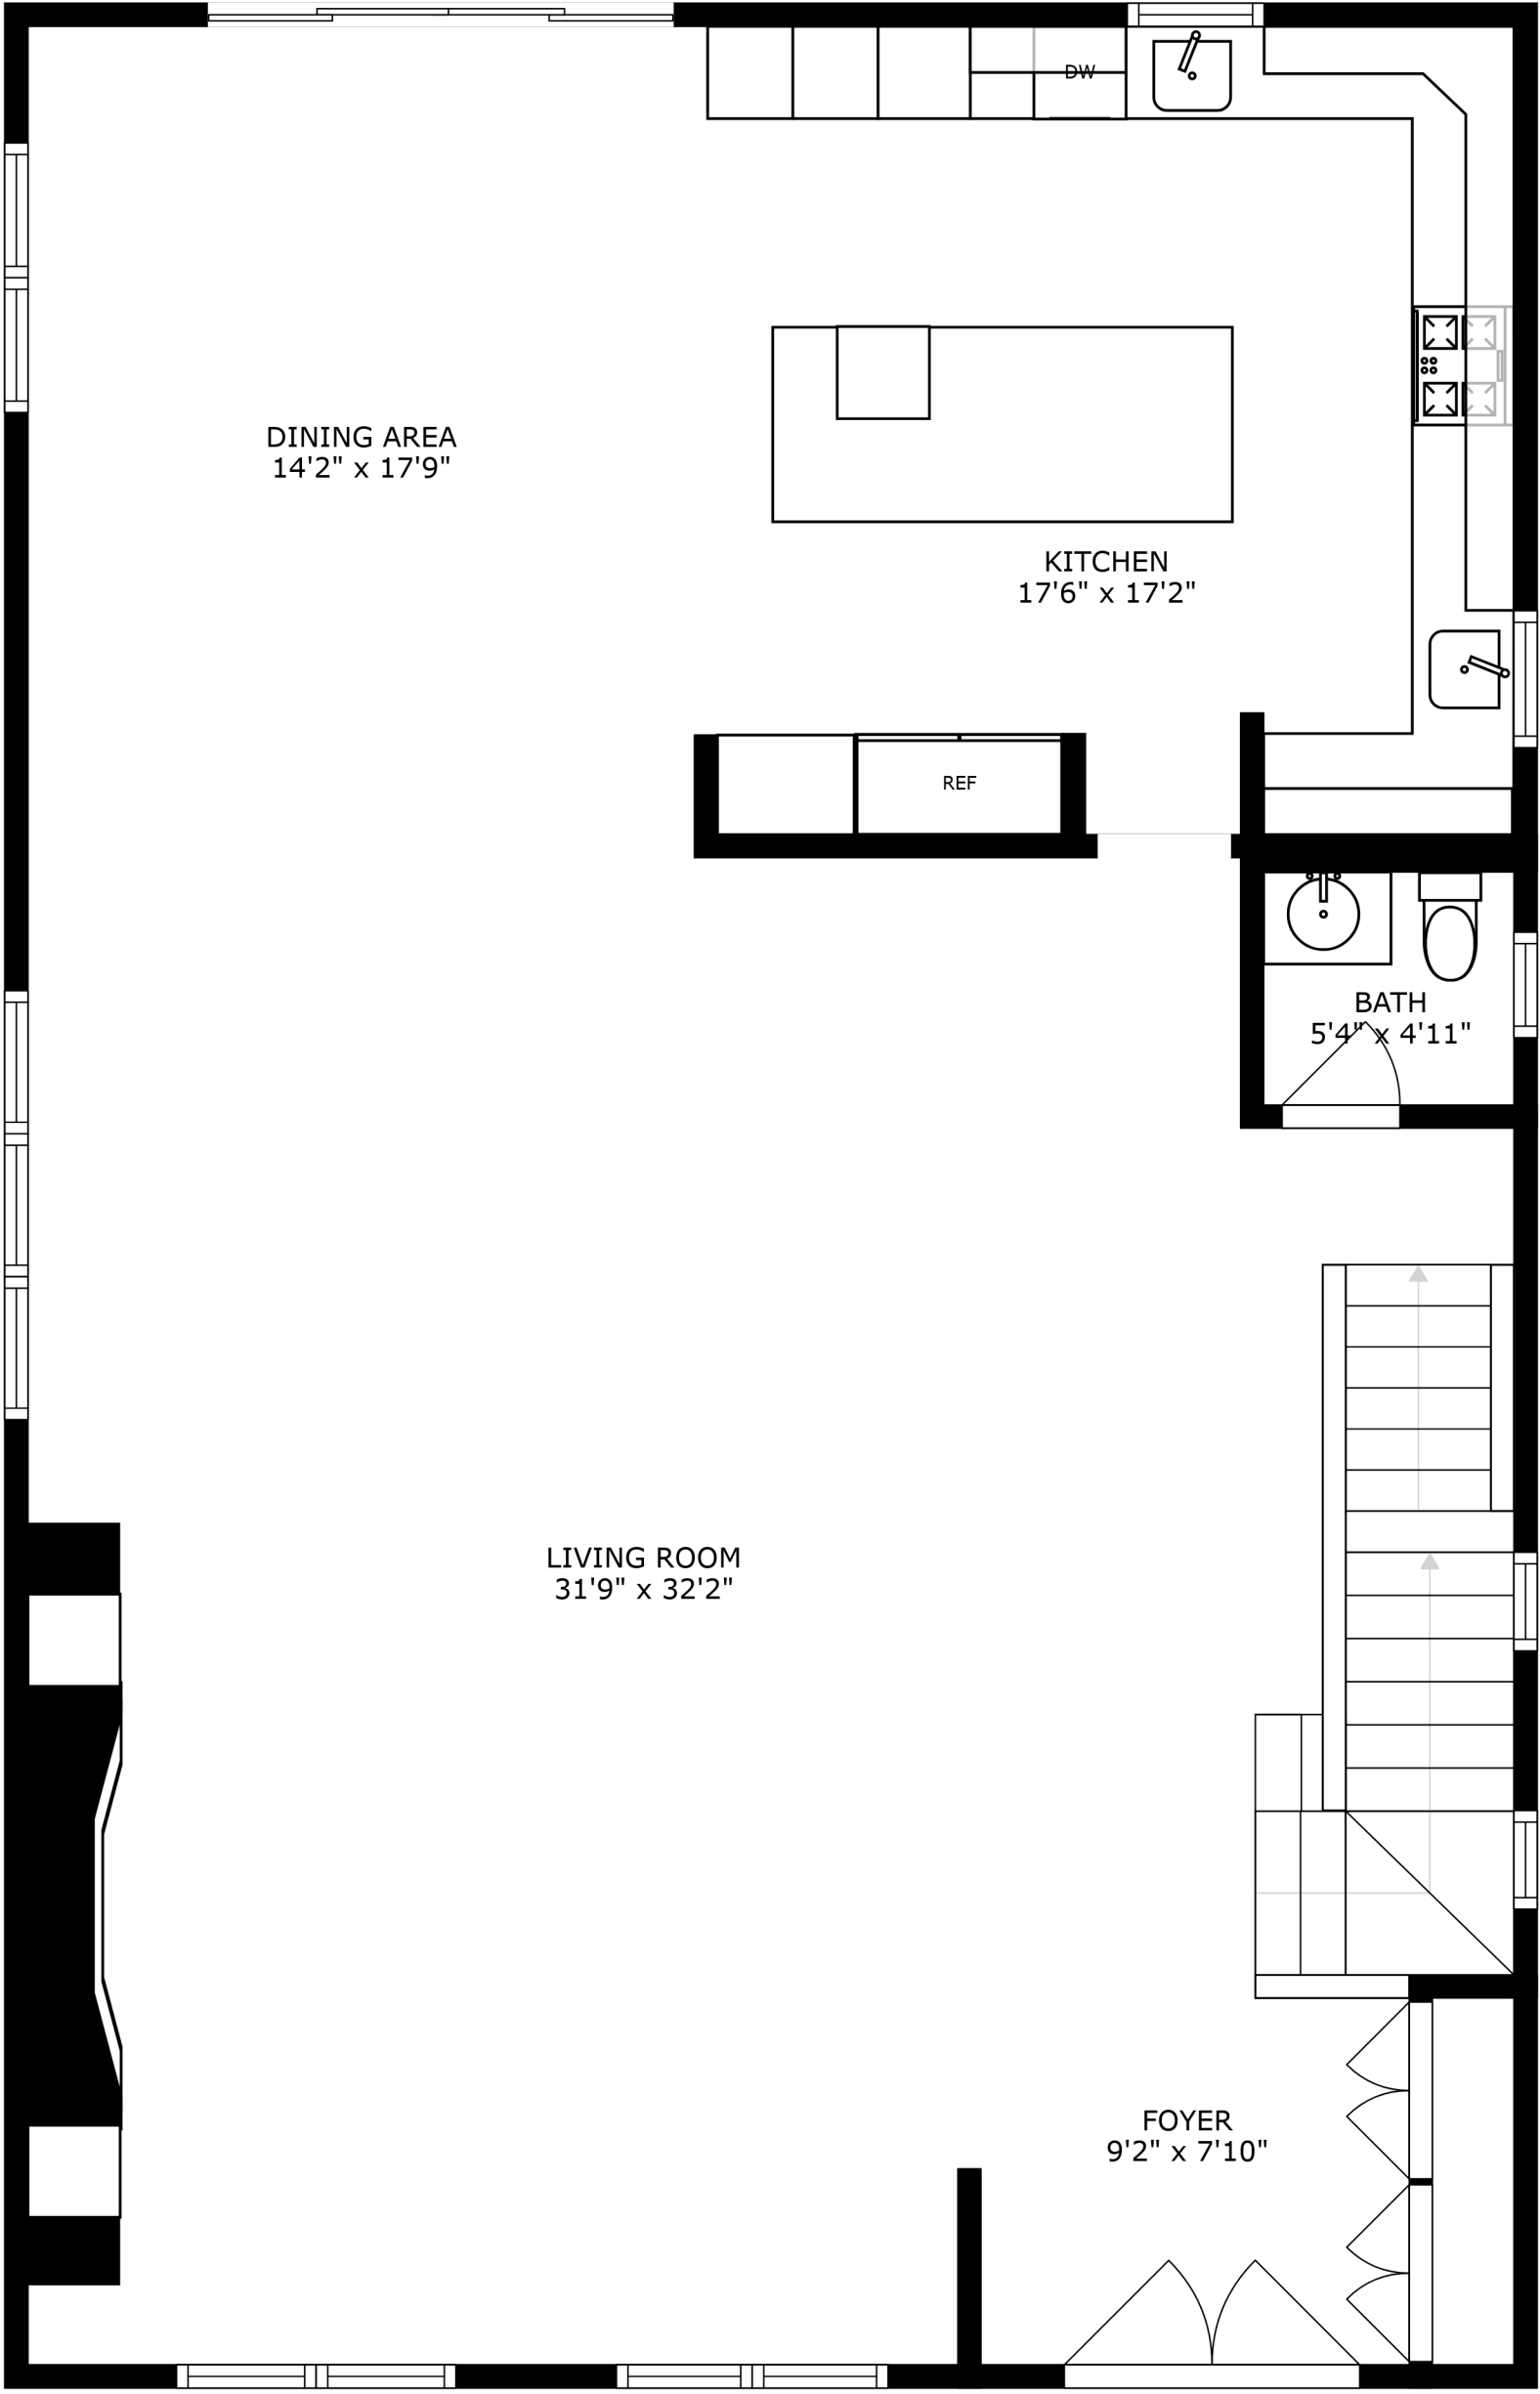 DW
DINING AREA
14'2" x 17'9"
KITCHEN
17'6" x 17'2"
REF
BATH
5'4" x 4'11"
LIVING ROOM
31'9" x 32'2"
FOYER
9'2" x 7'10"